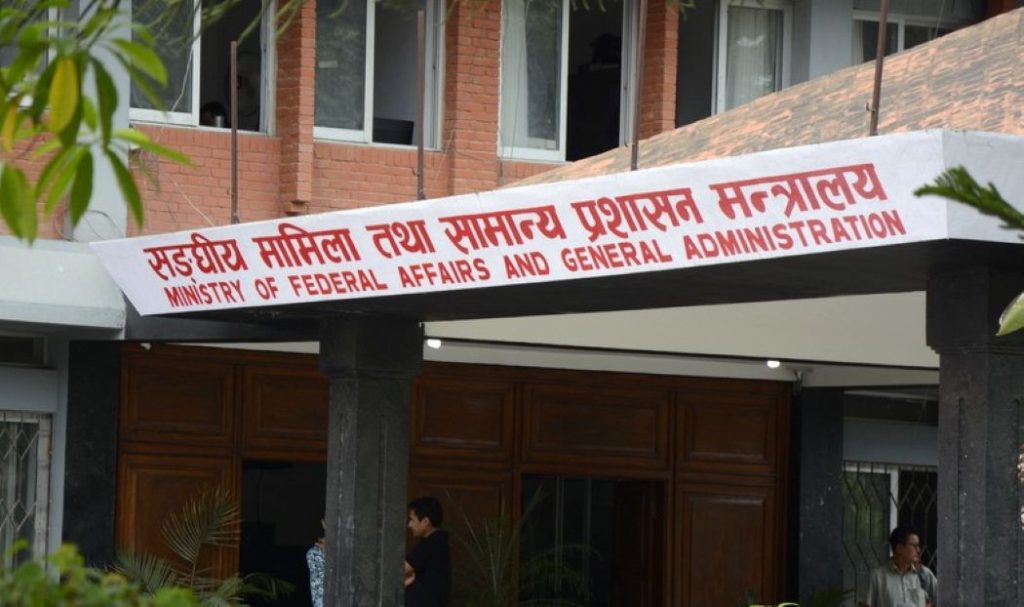 सङ्घीय मामिला तथा सामान्य प्रशासन मन्त्रालय
MINISTRY OF FEDERAL AFFAIRS AND GENERAL ADMINISTRATION